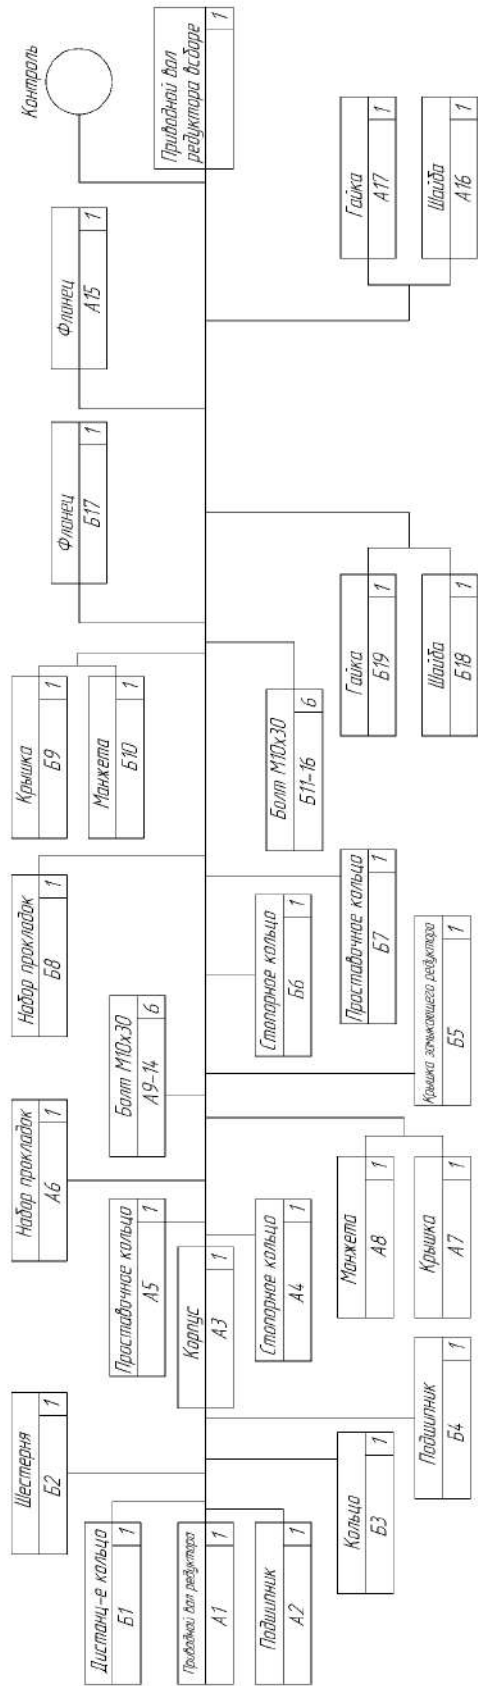 Дистанц-е кольцо
Б1
1
Приводной вал редуктора
А1
1
Подшипник
А2
1
Шестерня
Б2
1
Кольцо
Б3
1
Подшипник
Б4
1
Корпус
А3
1
Стопорное кольцо
А4
1
Проставочное кольцо
А5
1
Набор прокладок
А6
1
Манжета
А8
1
Крышка
А7
1
Болт М10х30
А9-14
6
Крышка замыкающего редуктора
Б5
1
Стопорное кольцо
Б6
1
Проставочное кольцо
Б7
1
Набор прокладок
Б8
1
Крышка
Б9
1
Манжета
Б10
1
Болт М10х30
Б11-16
6
Фланец
Б17
1
Гайка
Б19
1
Шайба
Б18
1
Фланец
А15
1
Гайка
А17
1
Шайба
А16
1
Контроль
Приводной вал
редуктора всборе
1